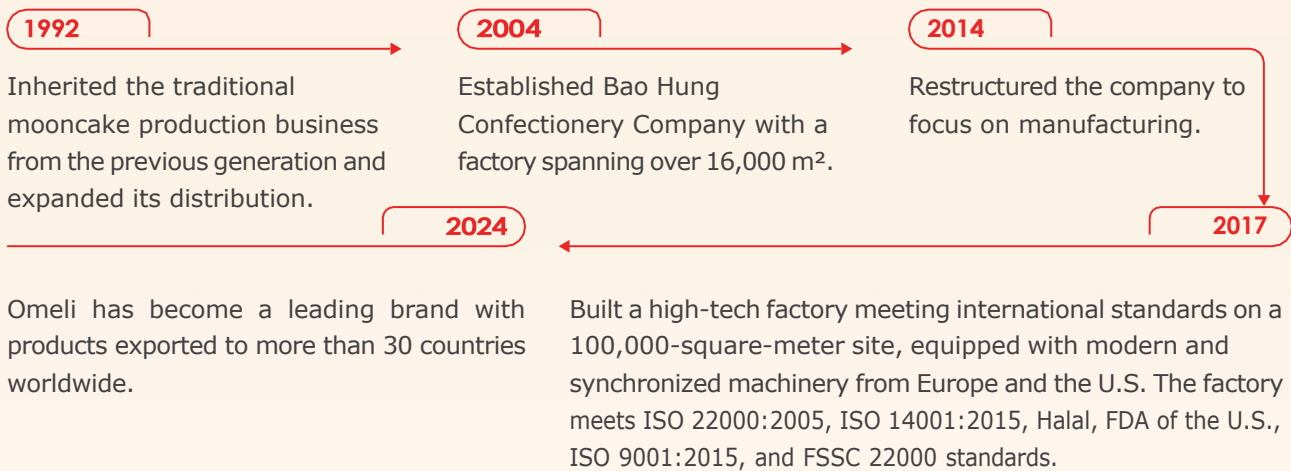 1992
Inherited the traditional
mooncake production business
from the previous generation and
expanded its distribution.
2004
Established Bao Hung
Confectionery Company with a
factory spanning over 16,000 m².
2014
Restructured the company to
focus on manufacturing.
2017
Built a high-tech factory meeting international standards on a
100,000-square-meter site, equipped with modern and
synchronized machinery from Europe and the U.S. The factory
meets ISO 22000:2005, ISO 14001:2015, Halal, FDA of the U.S.,
ISO 9001:2015, and FSSC 22000 standards.
2024
Omeli has become a leading brand with
products exported to more than 30 countries
worldwide.